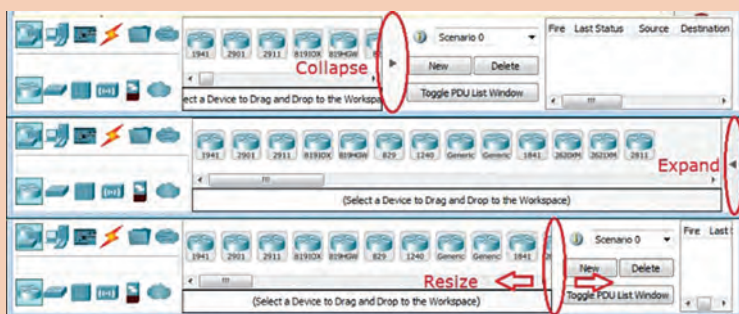 1941 2901 2911 819IOX 819HGW
Collapse
Scenario 0
New Delete
Toggle PDU List Window
Fire Last Status Source Destination
ect a Device to Drag and Drop to the Workspa
1941 2901 2911 819IOX 819HGW 829 1240 Generic Generic 1841 2620XM 2621XM 2811
Expand
(Select a Device to Drag and Drop to the Workspace)
1941 2901 2911 819IOX 819HGW 829 1240 Generic Generic 1841
Resize
Scenario 0
New Delete
Toggle PDU List Window
Fire Last
(Select a Device to Drag and Drop to the Workspace)